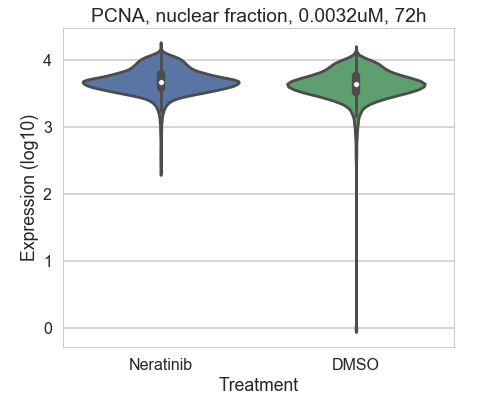 PCNA, nuclear fraction, 0.0032uM, 72h
Expression (log10)
4
3
2
1
0
Neratinib
DMSO
Treatment